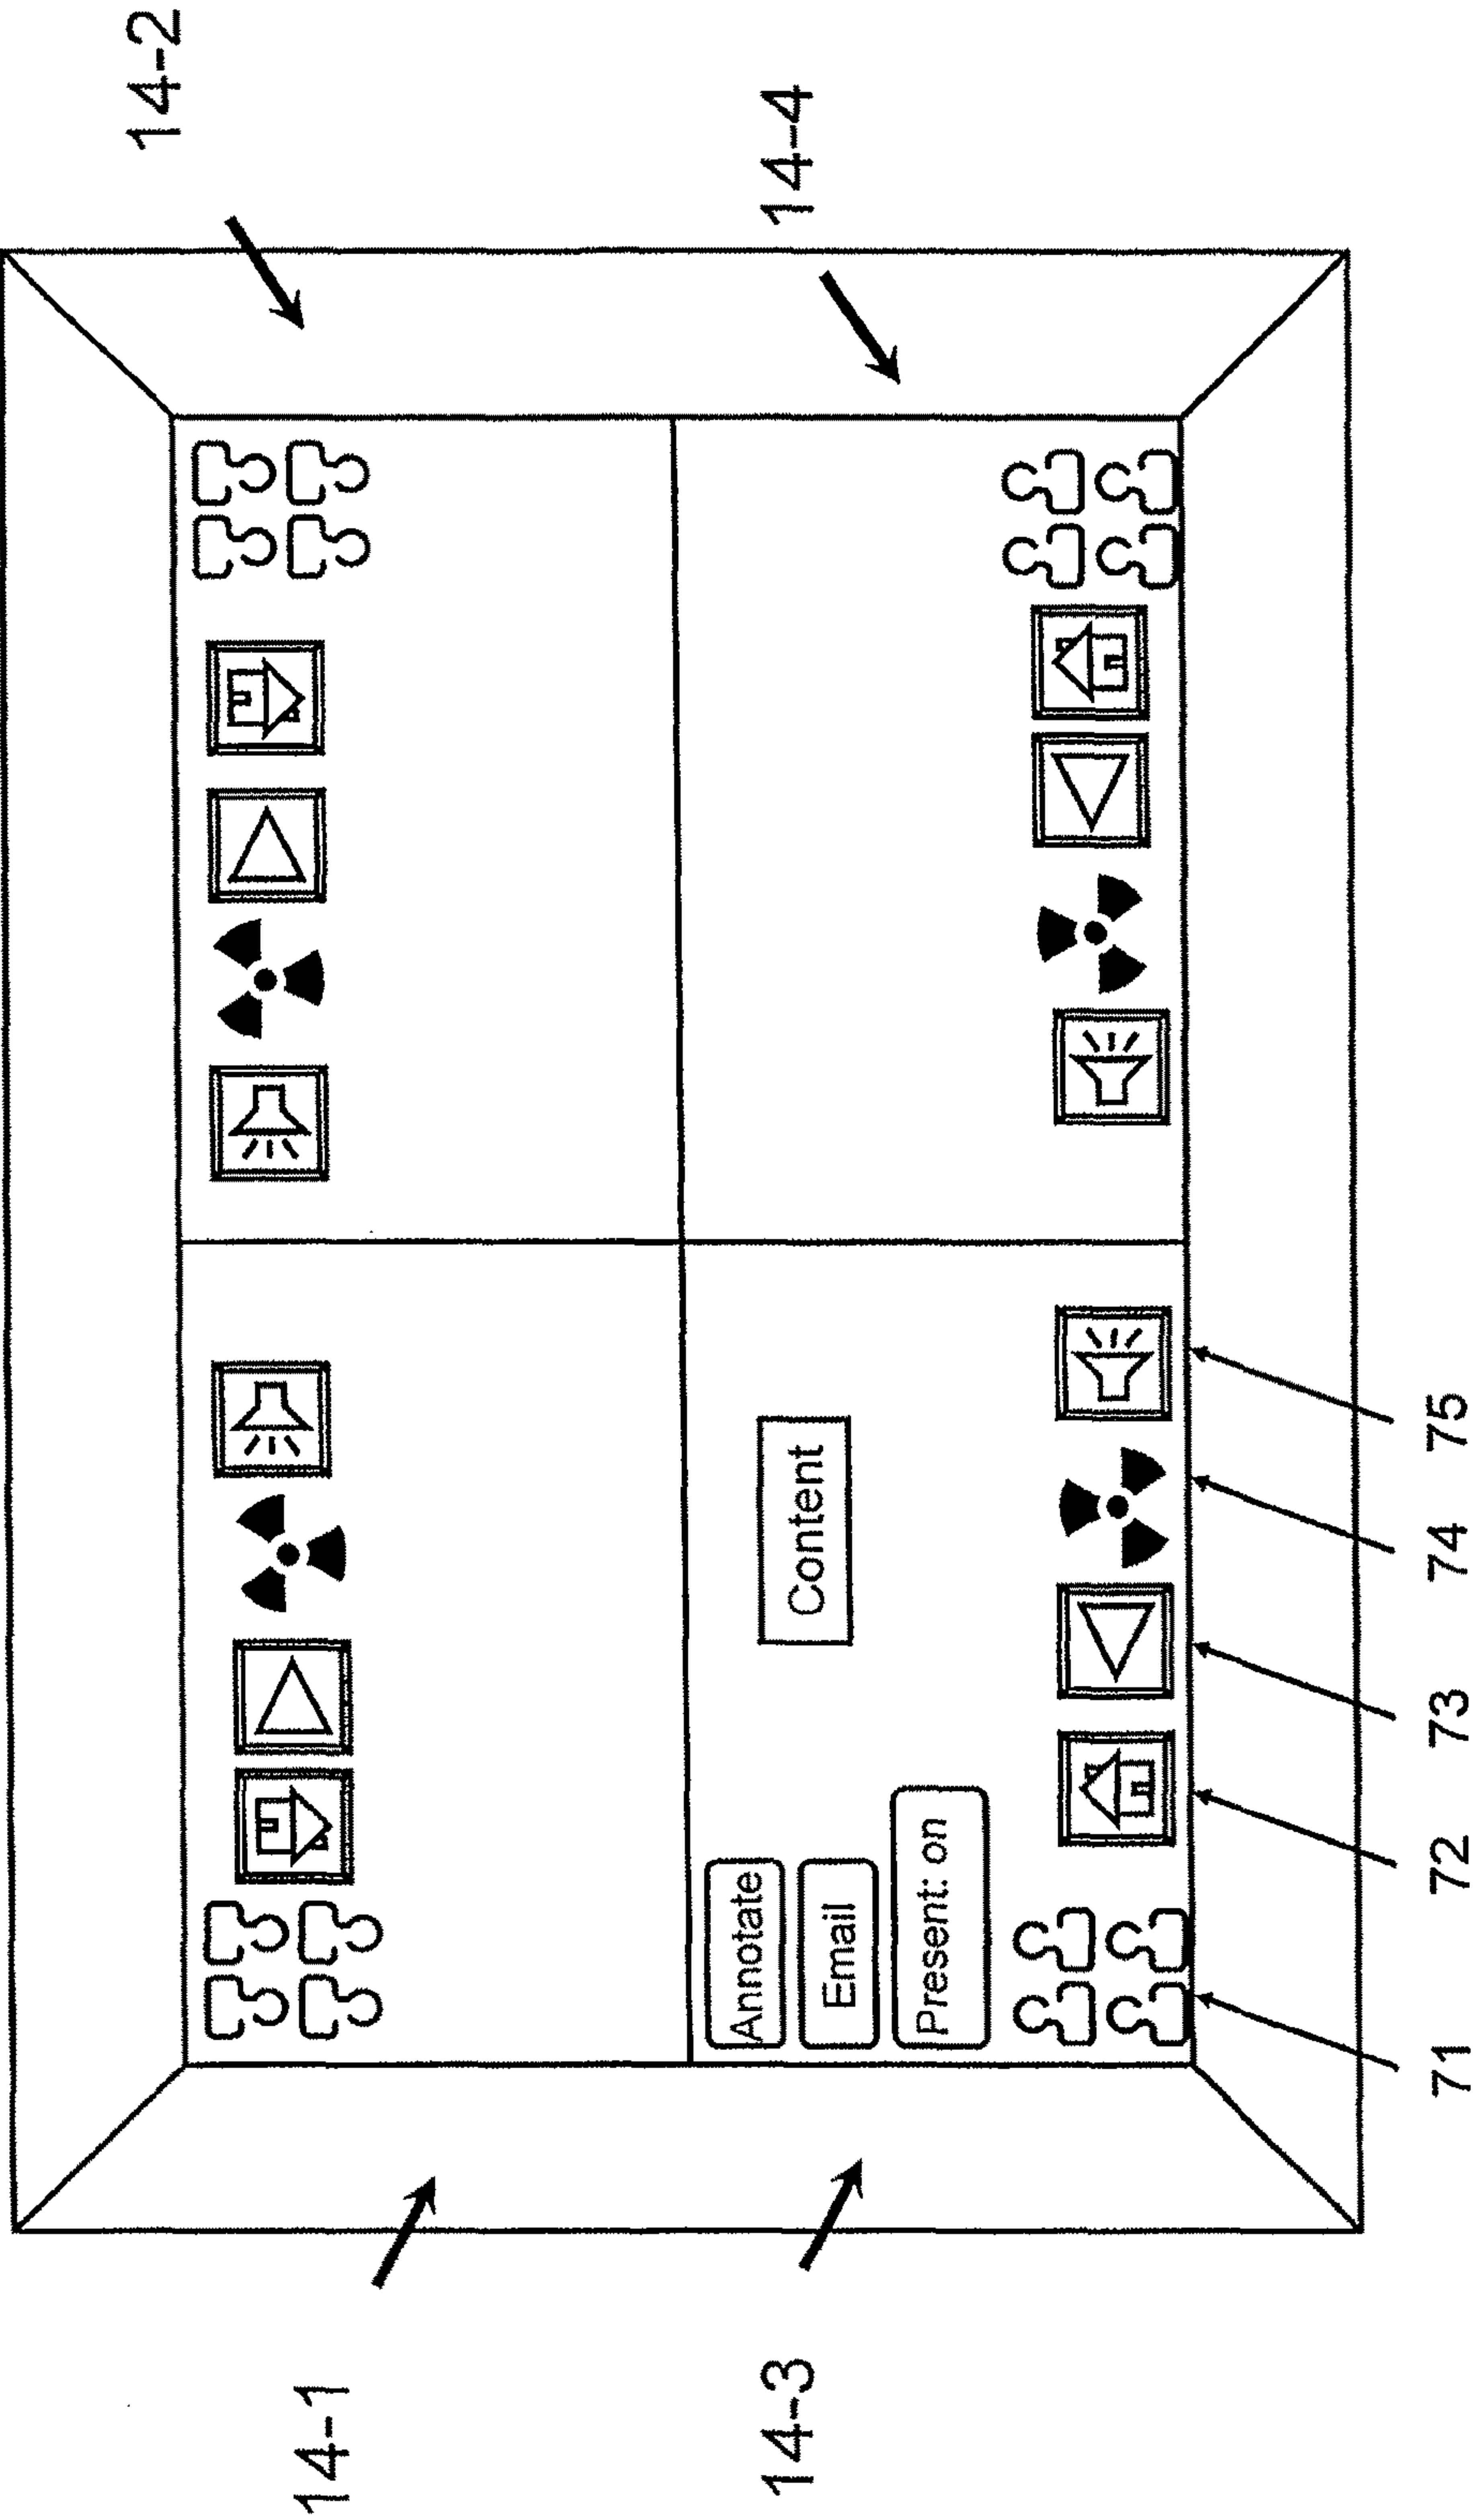 14-1
14-2
14-3
14-4
Annotate
Email
Present: on
Content
71
72
73
74
75